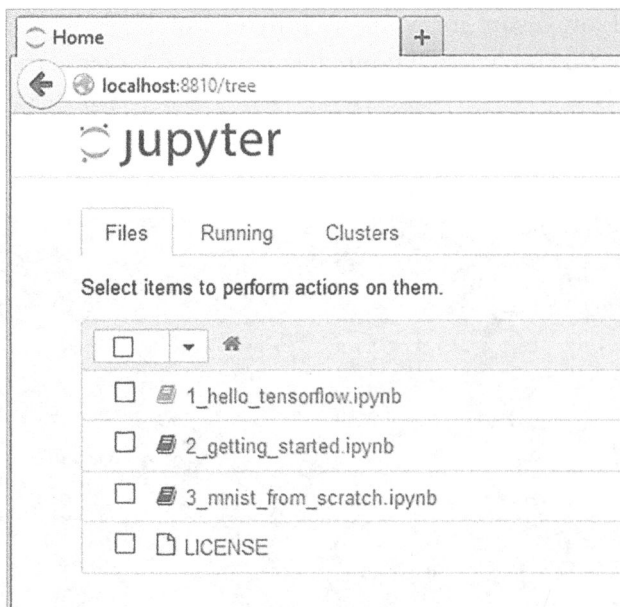 Home
+
localhost:8810/tree
jupyter
Files Running Clusters
Select items to perform actions on them.
1_hello_tensorflow.ipynb
2_getting_started.ipynb
3_mnist_from_scratch.ipynb
LICENSE